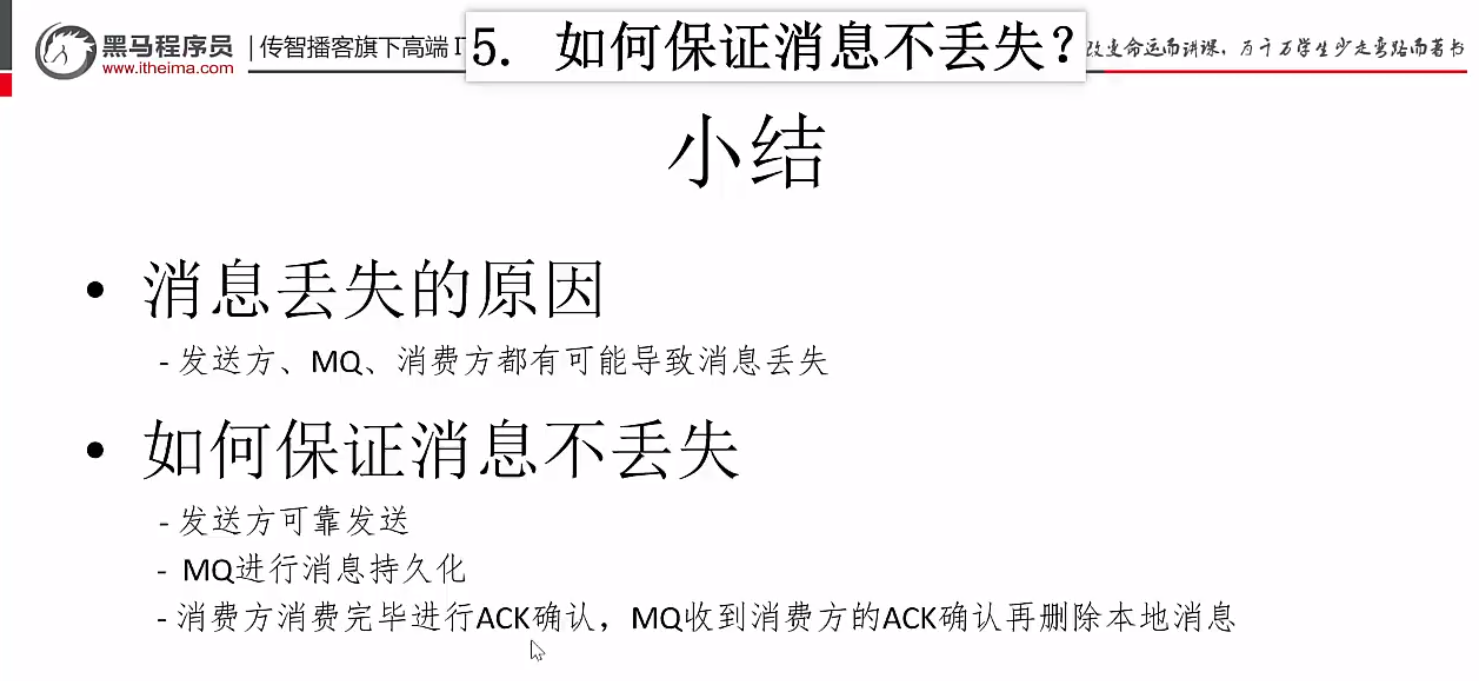 黑马程序员
www.itheima.com
|传智播客旗下高端I
5. 如何保证消息不丢失?
改变命运而讲课,为千万学生少走弯路而著书
小结
• 消息丢失的原因
- 发送方、MQ、消费方都有可能导致消息丢失
• 如何保证消息不丢失
- 发送方可靠发送
- MQ进行消息持久化
- 消费方消费完毕进行ACK确认，MQ收到消费方的ACK确认再删除本地消息